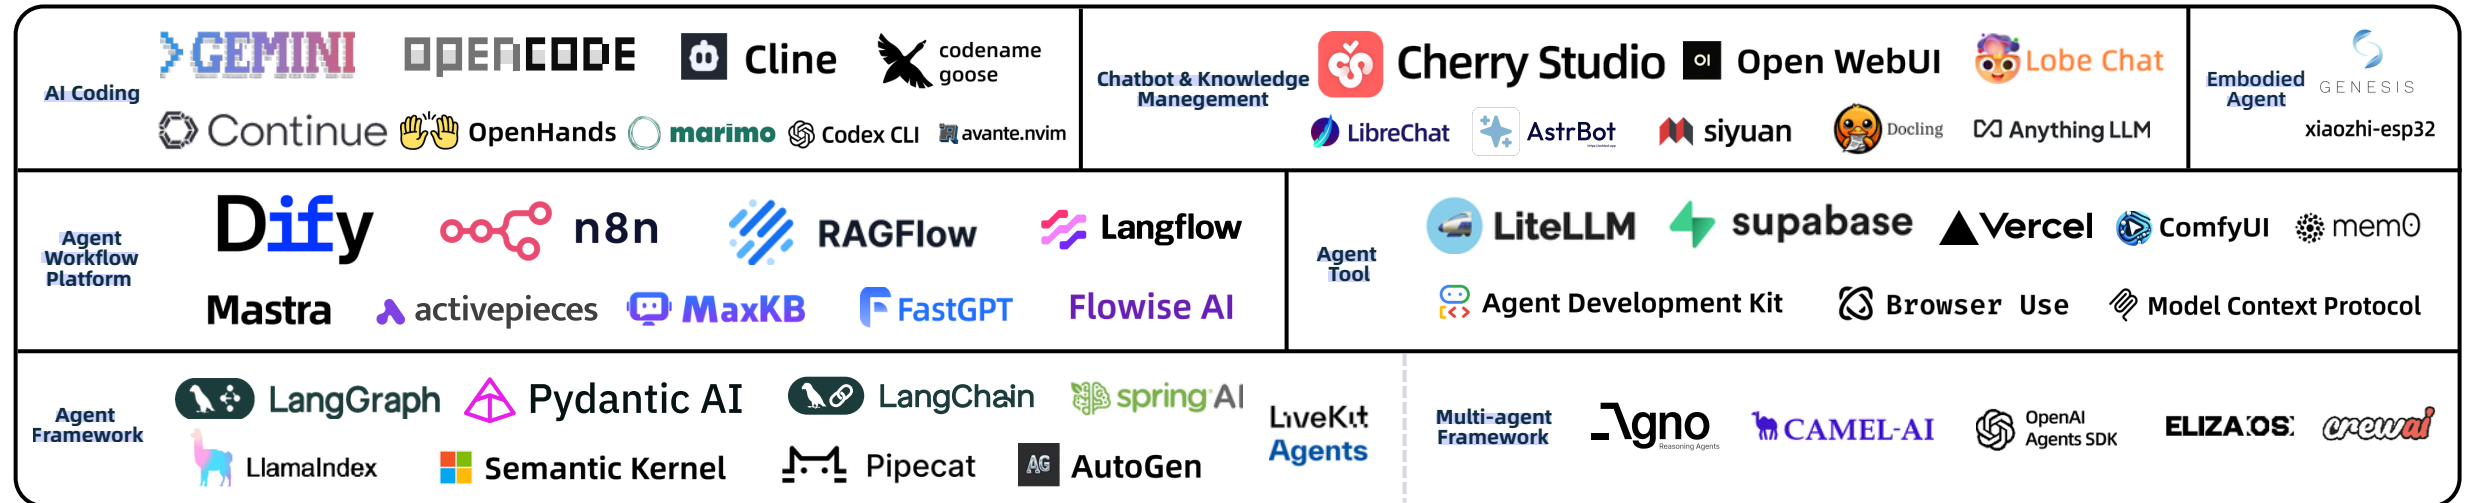 AI Coding
>GEMINI
OPENCODE
Cline
codename
goose
Continue
OpenHands
marimo
Codex CLI
avante.nvim
Chatbot & Knowledge
Manegement
Cherry Studio
OI
Open WebUI
Lobe Chat
LibreChat
AstrBot
siyuan
Docling
Anything LLM
Embodied
Agent
GENESIS
xiaozhi-esp32
Agent
Workflow
Platform
Dify
n8n
RAGFlow
Langflow
Mastra
activepieces
MaxKB
FastGPT
Flowise AI
Agent
Tool
LiteLLM
supabase
Vercel
ComfyUI
mem0
Agent Development Kit
Browser Use
Model Context Protocol
Agent
Framework
LangGraph
Pydantic AI
LangChain
spring AI
LlamaIndex
Semantic Kernel
Pipecat
AG
AutoGen
LiveKit
Agents
Multi-agent
Framework
Agno
Reasoning Agents
CAMEL-AI
OpenAI
Agents SDK
ELIZA:OS:
crewai